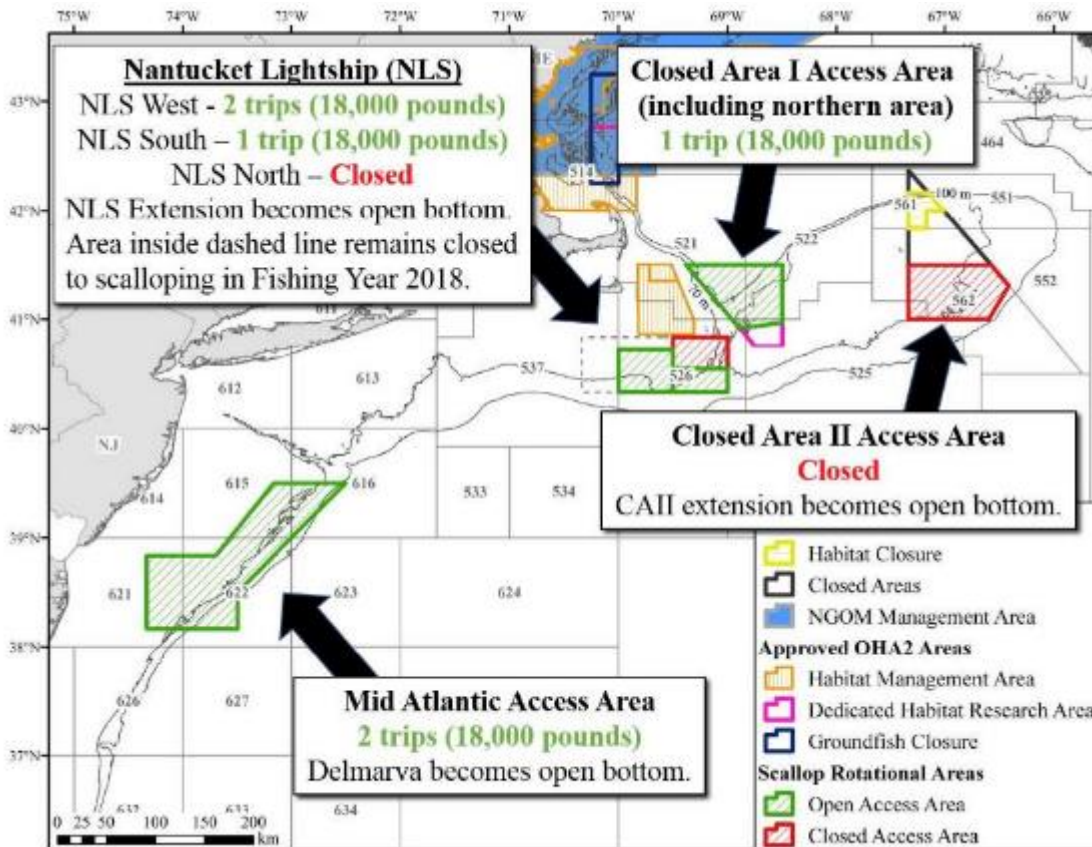 75°W 74°W 73°W 72°W 71°W 70°W 69°W 68°W 67°W 66°W
Nantucket Lightship (NLS)
NLS West - 2 trips (18,000 pounds)
NLS South – 1 trip (18,000 pounds)
NLS North – Closed
NLS Extension becomes open bottom.
Area inside dashed line remains closed
to scalloping in Fishing Year 2018.
Closed Area I Access Area
(including northern area)
1 trip (18,000 pounds)
43°N
42°N
41°N
40°N
39°N
38°N
37°N
464
514
100 m
561
551
521
522
70 m
562
552
537
526
525
613
612
N.J
615
616
614
533
534
Closed Area II Access Area
Closed
CAII extension becomes open bottom.
621
622
623
624
626
627
Mid Atlantic Access Area
2 trips (18,000 pounds)
Delmarva becomes open bottom.
632
633
634
0 25 50 100 150 200
km
Habitat Closure
Closed Areas
NGOM Management Area
Approved OHA2 Areas
Habitat Management Area
Dedicated Habitat Research Area
Groundfish Closure
Scallop Rotational Areas
Open Access Area
Closed Access Area